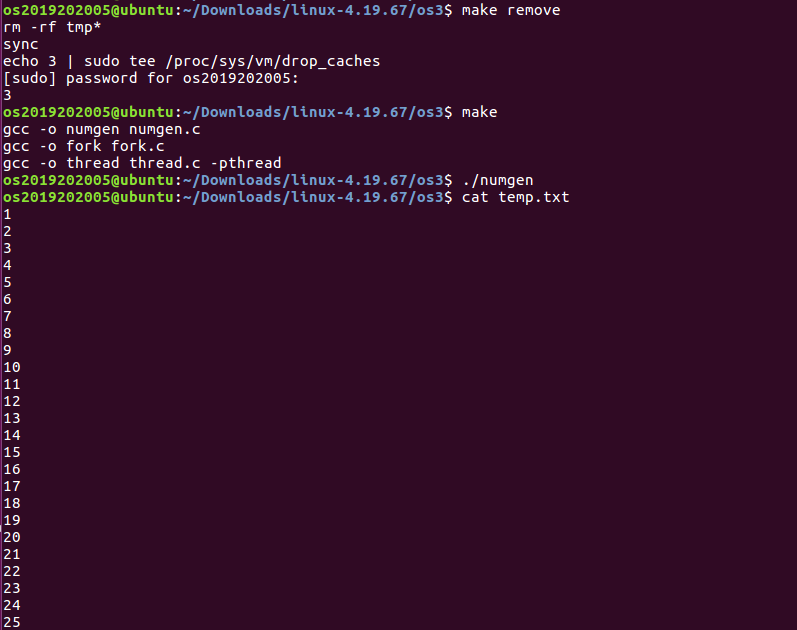 os2019202005@ubuntu:~/Downloads/linux-4.19.67/os3$ make remove
rm -rf tmp*
sync
echo 3 | sudo tee /proc/sys/vm/drop_caches
[sudo] password for os2019202005:
3
os2019202005@ubuntu:~/Downloads/linux-4.19.67/os3$ make
gcc -o numgen numgen.c
gcc -o fork fork.c
gcc -o thread thread.c -pthread
os2019202005@ubuntu:~/Downloads/linux-4.19.67/os3$ ./numgen
os2019202005@ubuntu:~/Downloads/linux-4.19.67/os3$ cat temp.txt
1
2
3
4
5
6
7
8
9
10
11
12
13
14
15
16
17
18
19
20
21
22
23
24
25